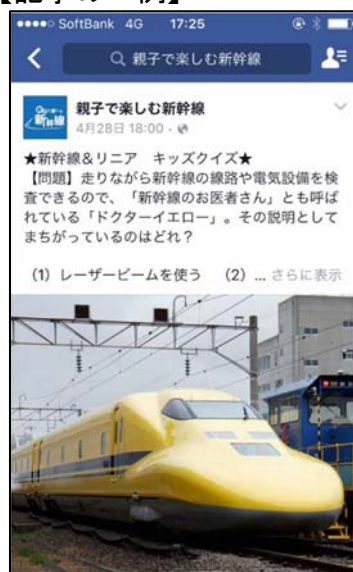 SoftBank 4G 17:25
親子で楽しむ新幹線
親子で楽しむ新幹線
4月28日 18:00
★新幹線&リニア キッズクイズ★
【問題】走りながら新幹線の線路や電気設備を検
査できるので、「新幹線のお医者さん」とも呼ば
れている「ドクターイエロー」。その説明として
まちがっているのはどれ？
(1) レーザービームを使う (2) ... さらに表示